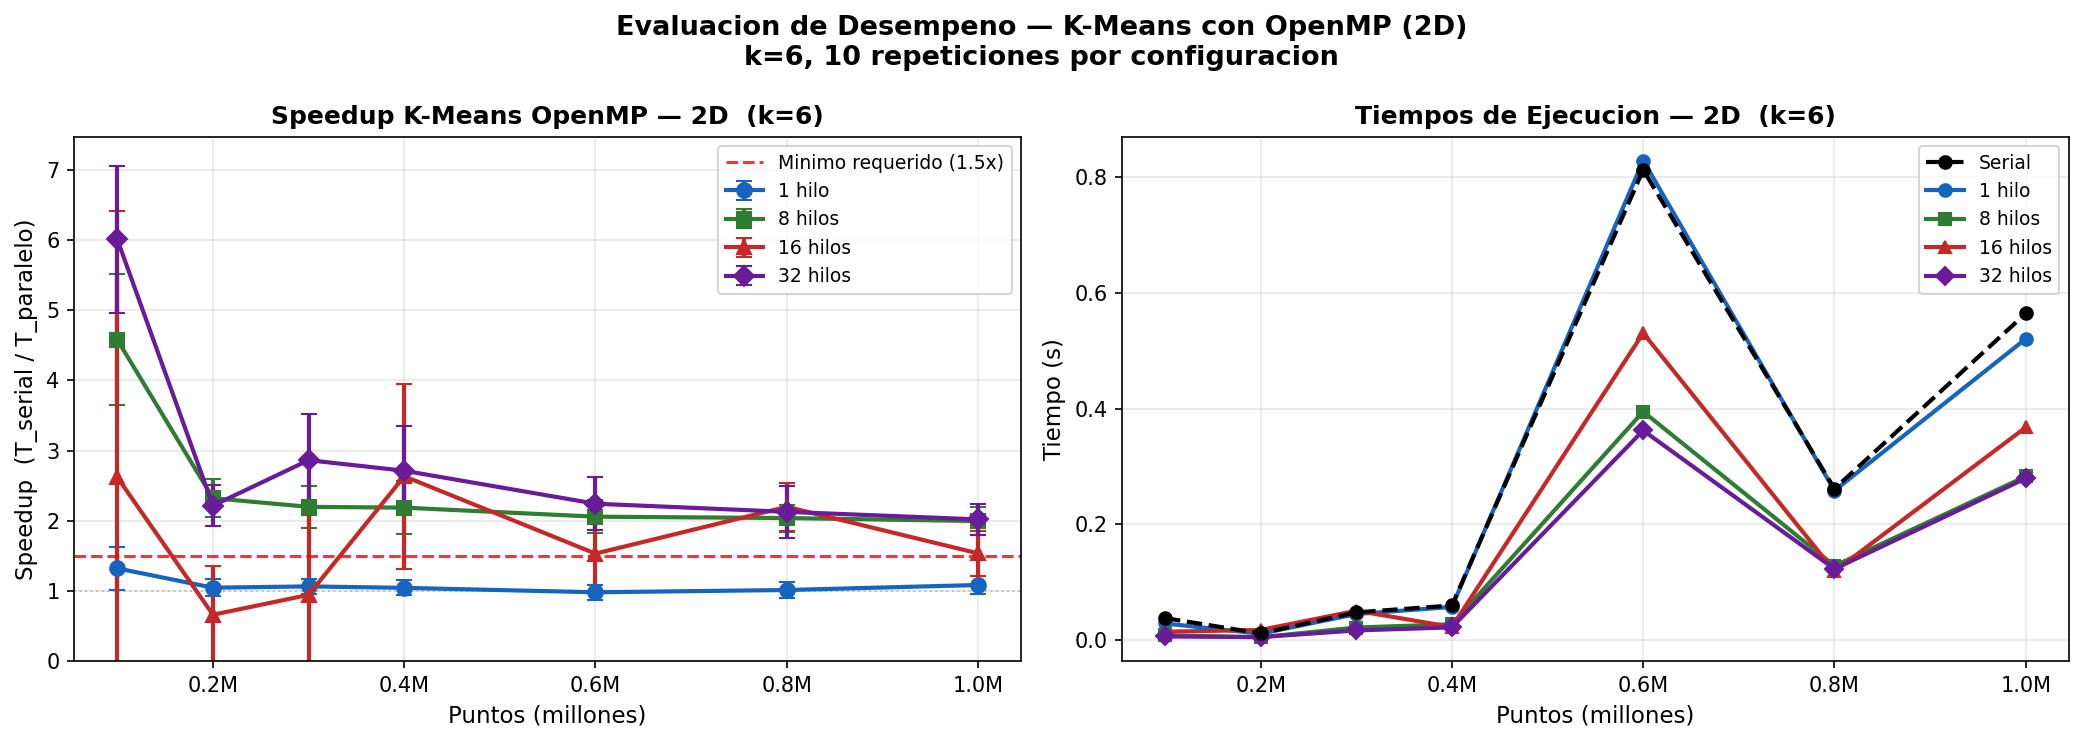 Evaluacion de Desempeno — K-Means con OpenMP (2D)
k=6, 10 repeticiones por configuracion
Speedup K-Means OpenMP — 2D  (k=6)
Speedup  (T_serial / T_paralelo)
7
6
5
4
3
2
1
0
Minimo requerido (1.5x)
1 hilo
8 hilos
16 hilos
32 hilos
0.2M
0.4M
0.6M
0.8M
1.0M
Puntos (millones)
Tiempos de Ejecucion — 2D  (k=6)
Tiempo (s)
0.8
0.6
0.4
0.2
0.0
Serial
1 hilo
8 hilos
16 hilos
32 hilos
0.2M
0.4M
0.6M
0.8M
1.0M
Puntos (millones)